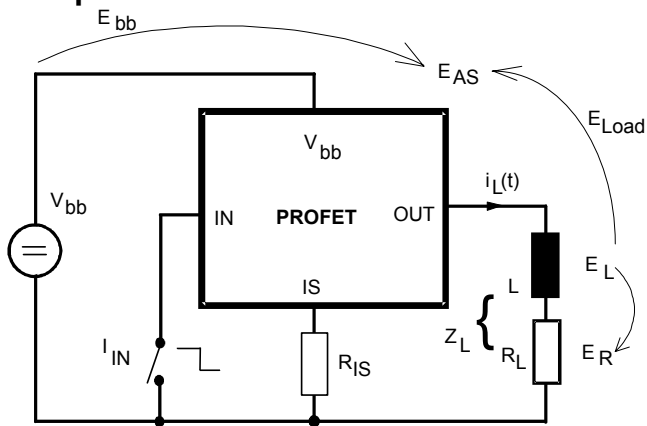 E bb
E AS
E Load
V bb
V bb
i L(t)
IN
PROFET
OUT
IS
L
E L
Z L
{
I IN
R IS
R L
E R